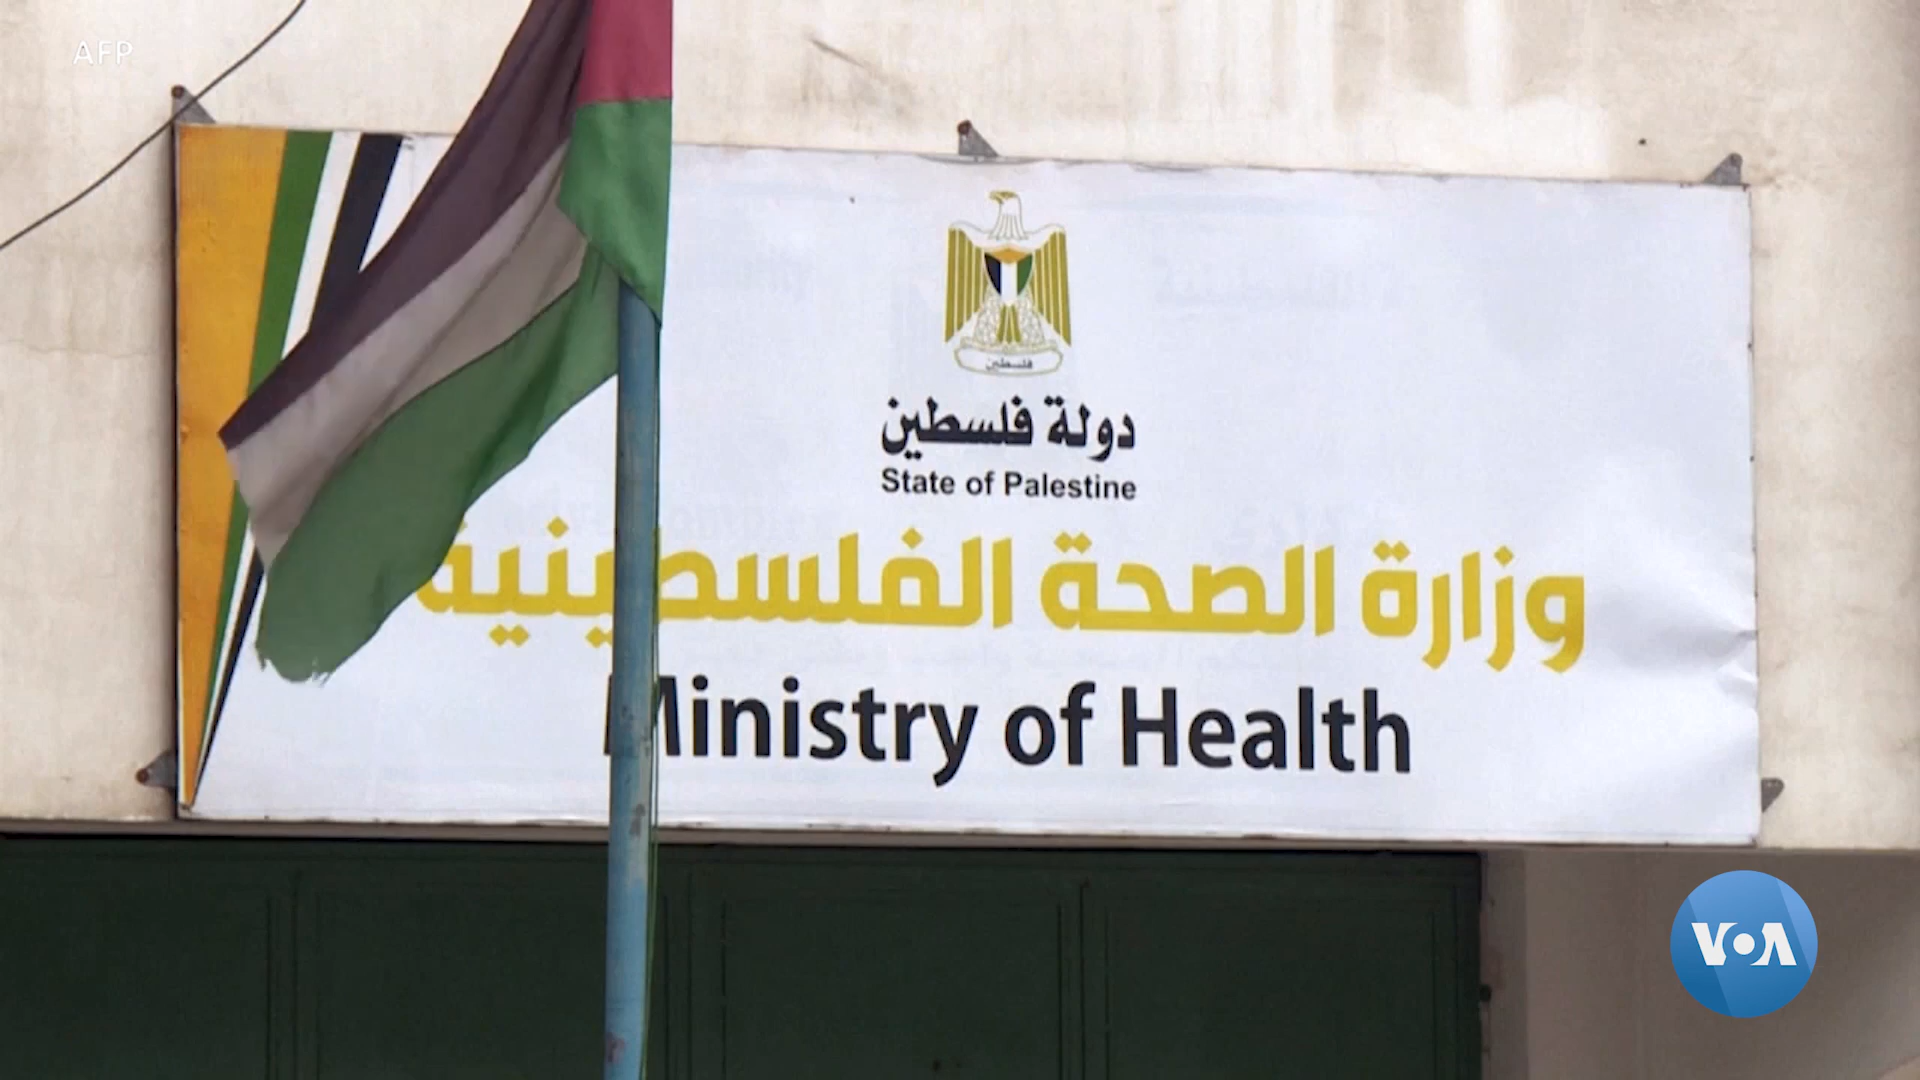 AFP
فلسطين
دولة فلسطين
State of Palestine
وزارة الصحة الفلسطينية
Ministry of Health
VOA